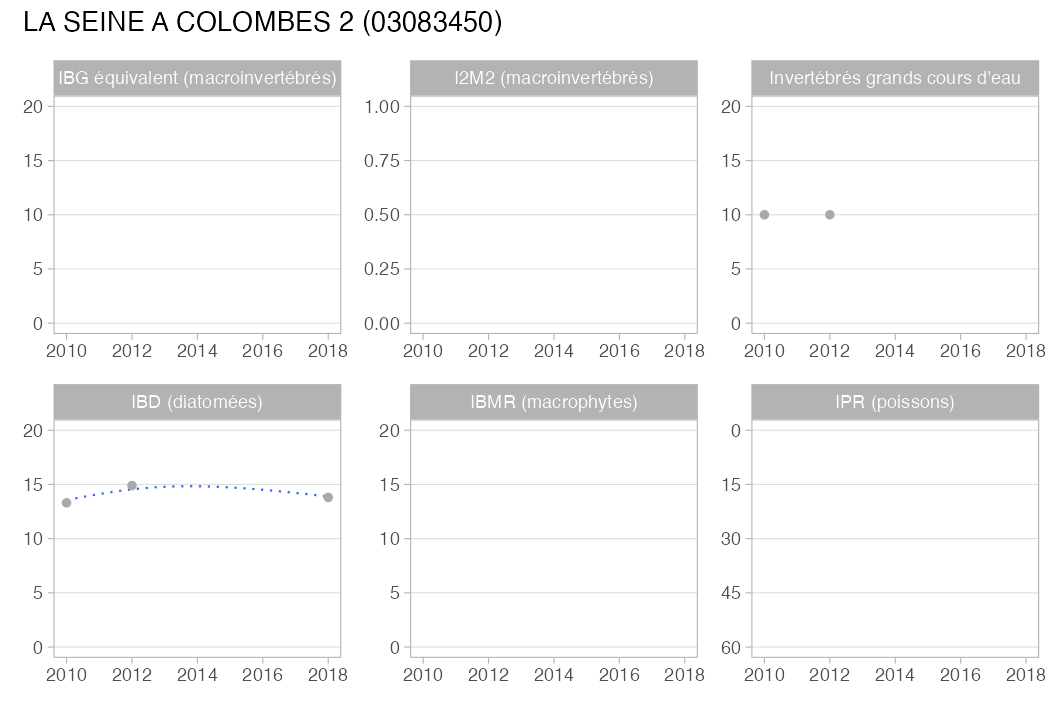 LA SEINE A COLOMBES 2 (03083450)
IBG équivalent (macroinvertébrés)
20
15
10
5
0
2010 2012 2014 2016 2018
I2M2 (macroinvertébrés)
1.00
0.75
0.50
0.25
0.00
2010 2012 2014 2016 2018
Invertébrés grands cours d'eau
20
15
10
5
0
2010 2012 2014 2016 2018
IBD (diatomées)
20
15
10
5
0
2010 2012 2014 2016 2018
IBMR (macrophytes)
20
15
10
5
0
2010 2012 2014 2016 2018
IPR (poissons)
0
15
30
45
60
2010 2012 2014 2016 2018